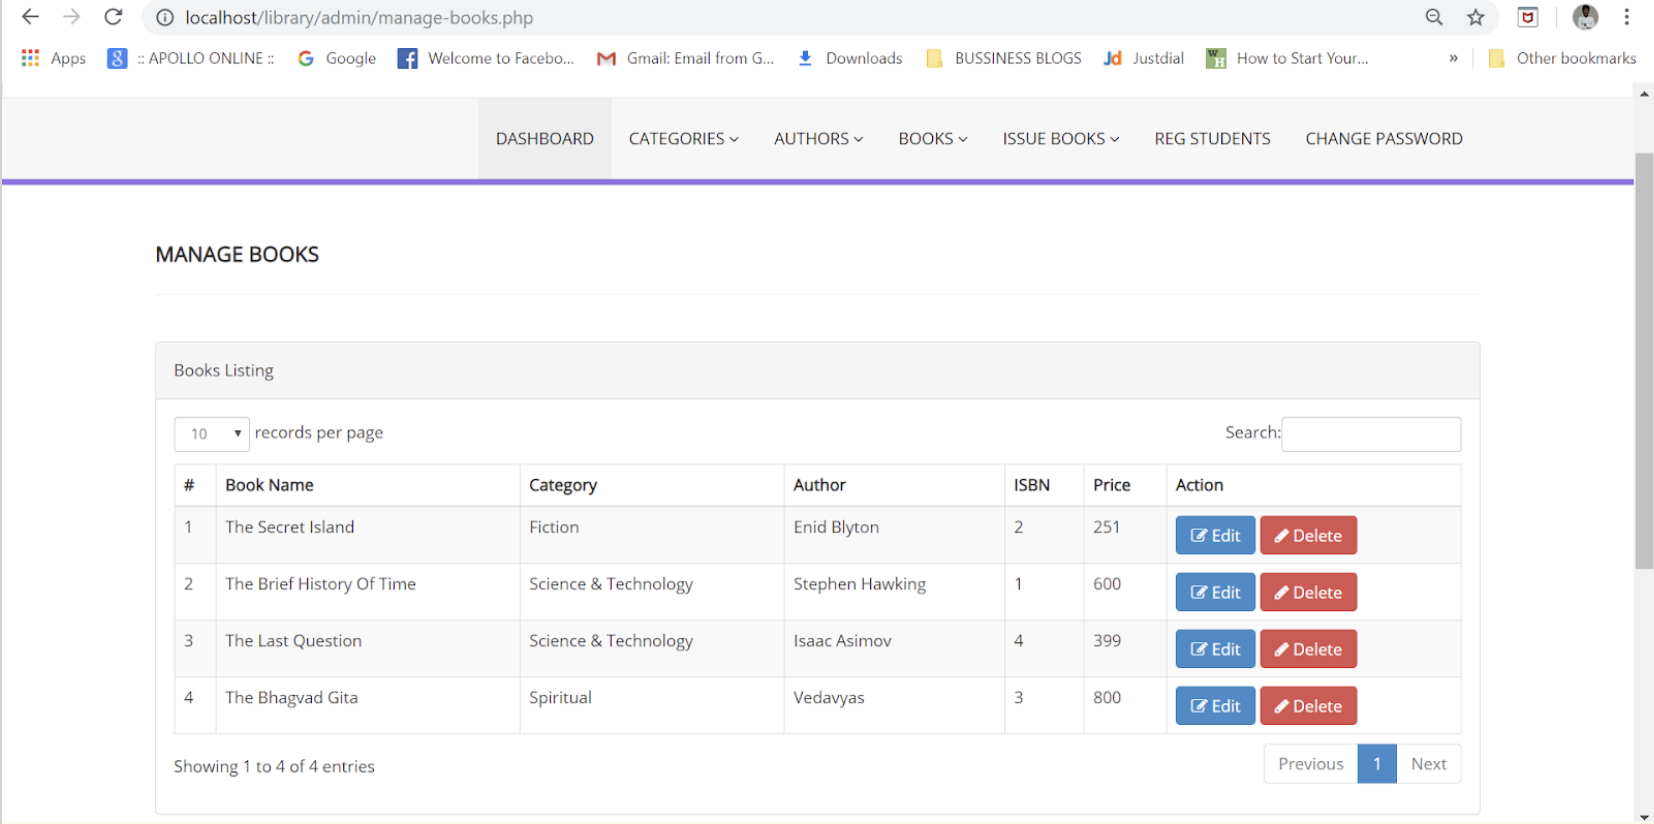 localhost/library/admin/manage-books.php
Apps :: APOLLO ONLINE :: Google Welcome to Facebo... Gmail: Email from G... Downloads BUSSINESS BLOGS Jd Justdial How to Start Your... » Other bookmarks
DASHBOARD CATEGORIES AUTHORS BOOKS ISSUE BOOKS REG STUDENTS CHANGE PASSWORD
MANAGE BOOKS
Books Listing
10 records per page Search:
# Book Name Category Author ISBN Price Action
1 The Secret Island Fiction Enid Blyton 2 251 Edit Delete
2 The Brief History Of Time Science & Technology Stephen Hawking 1 600 Edit Delete
3 The Last Question Science & Technology Isaac Asimov 4 399 Edit Delete
4 The Bhagvad Gita Spiritual Vedavyas 3 800 Edit Delete
Showing 1 to 4 of 4 entries Previous 1 Next